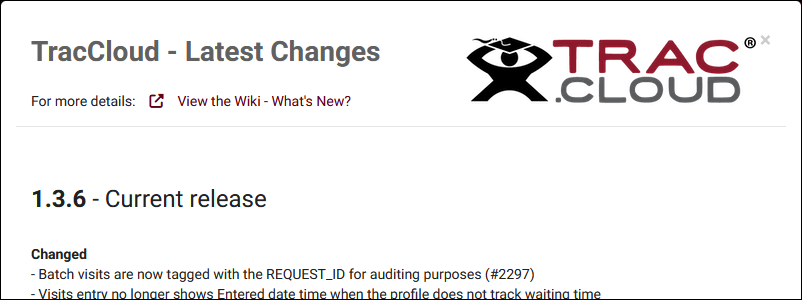 TracCloud - Latest Changes
TRAC®
.CLOUD
×
For more details: View the Wiki - What's New?
1.3.6 - Current release
Changed
- Batch visits are now tagged with the REQUEST_ID for auditing purposes (#2297)
- Visits entry no longer shows Entered date time when the profile does not track waiting time